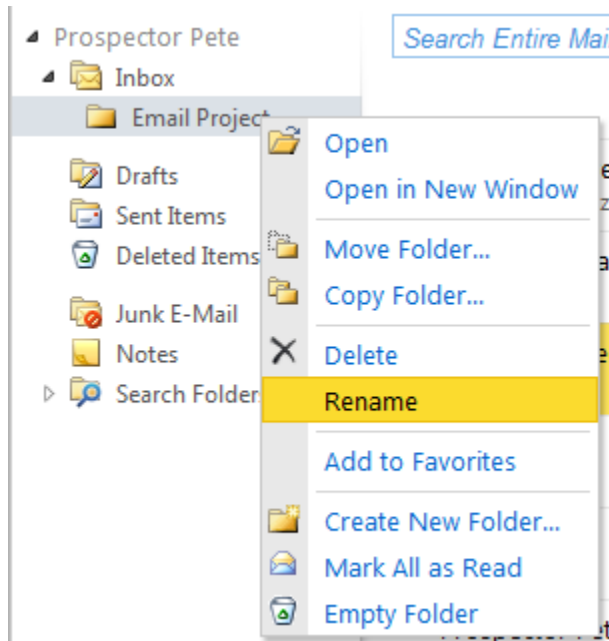 Prospector Pete
Search Entire Mai
Inbox
Email Project
Open
Drafts
Open in New Window
Sent Items
Deleted Items
Move Folder...
Copy Folder...
Junk E-Mail
Notes
Delete
Search Folder
Rename
Add to Favorites
Create New Folder...
Mark All as Read
Empty Folder